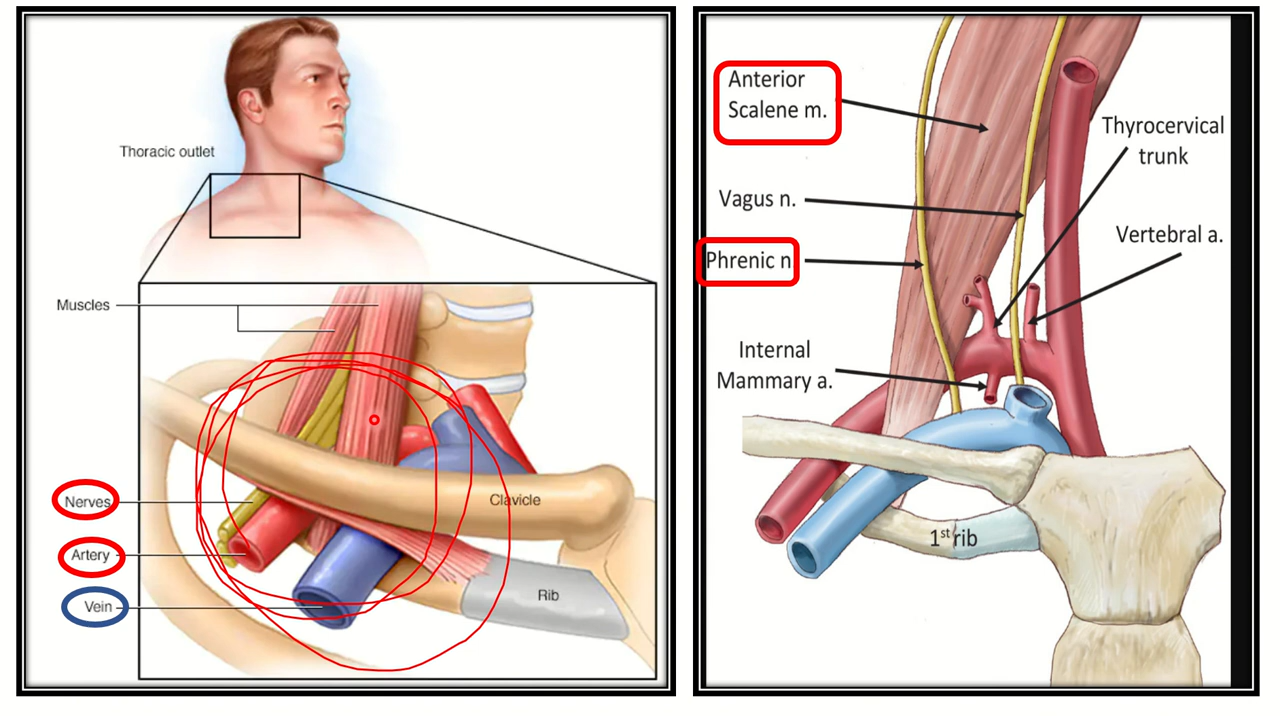 Thoracic outlet
Muscles
Nerves
Artery
Vein
Clavicle
Rib
Anterior
Scalene m.
Vagus n.
Phrenic n
Internal
Mammary a.
Thyrocervical
trunk
Vertebral a.
1st rib